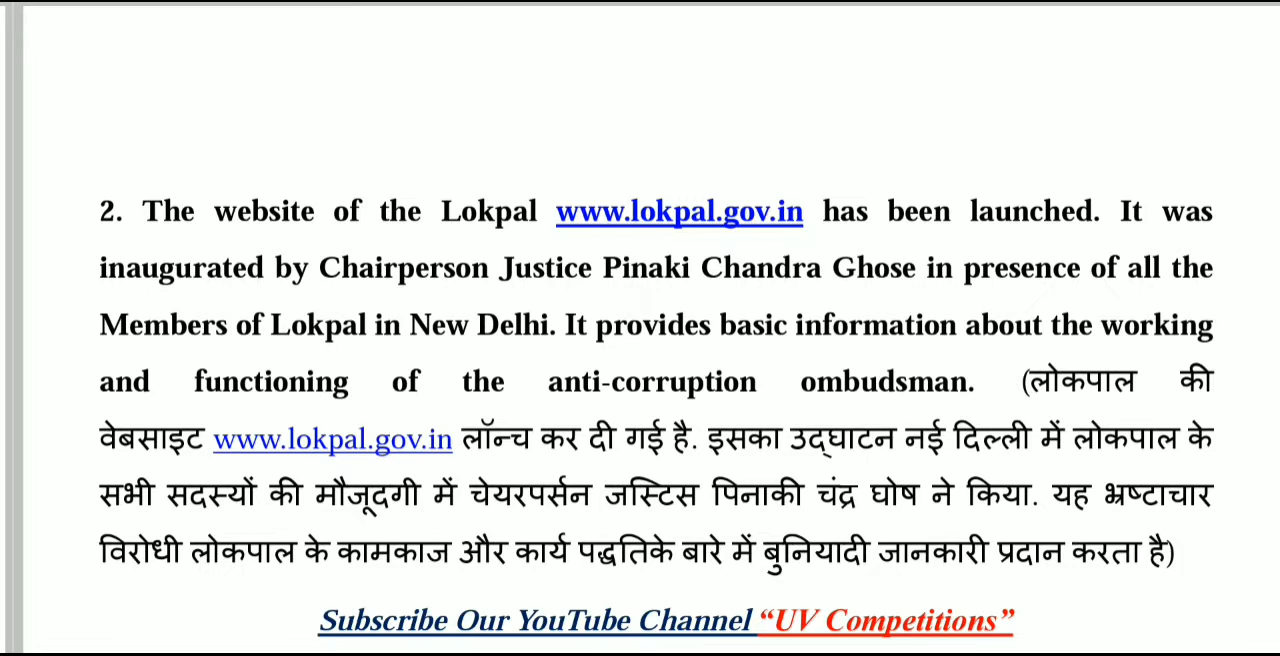 2. The website of the Lokpal www.lokpal.gov.in has been launched. It was
inaugurated by Chairperson Justice Pinaki Chandra Ghose in presence of all the
Members of Lokpal in New Delhi. It provides basic information about the working
and functioning of the anti-corruption ombudsman. (लोकपाल की
वेबसाइट www.lokpal.gov.in लॉन्च कर दी गई है. इसका उद्घाटन नई दिल्ली में लोकपाल के
सभी सदस्यों की मौजूदगी में चेयरपर्सन जस्टिस पिनाकी चंद्र घोष ने किया. यह भ्रष्टाचार
विरोधी लोकपाल के कामकाज और कार्य पद्धतिके बारे में बुनियादी जानकारी प्रदान करता है)
Subscribe Our YouTube Channel “UV Competitions”